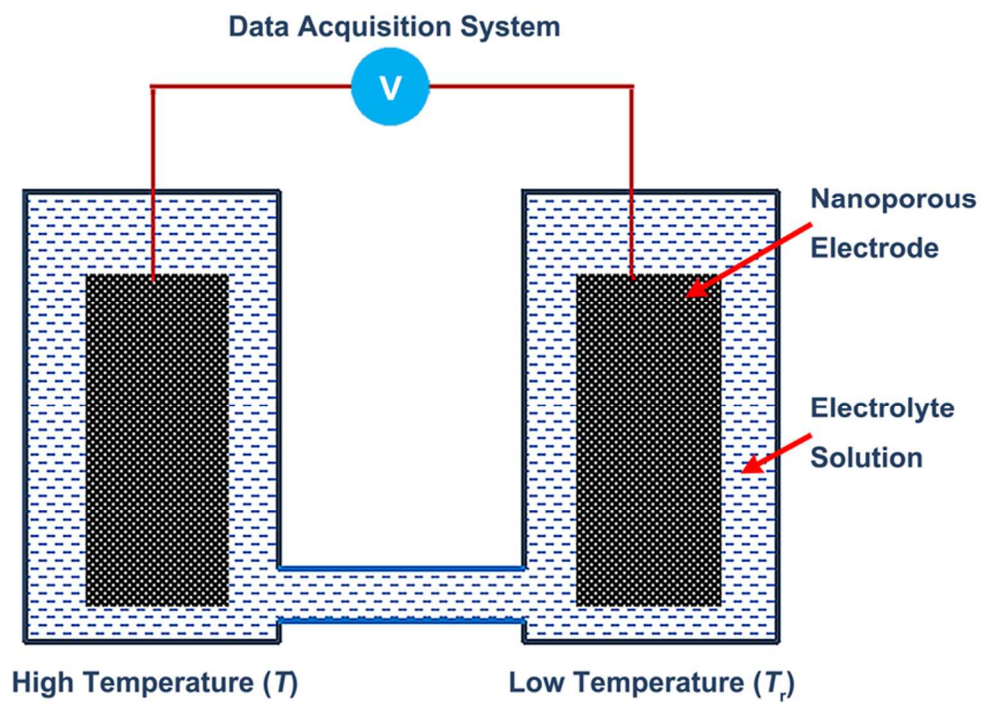 Data Acquisition System
V
Nanoporous
Electrode
Electrolyte
Solution
High Temperature (T)
Low Temperature (Tr)